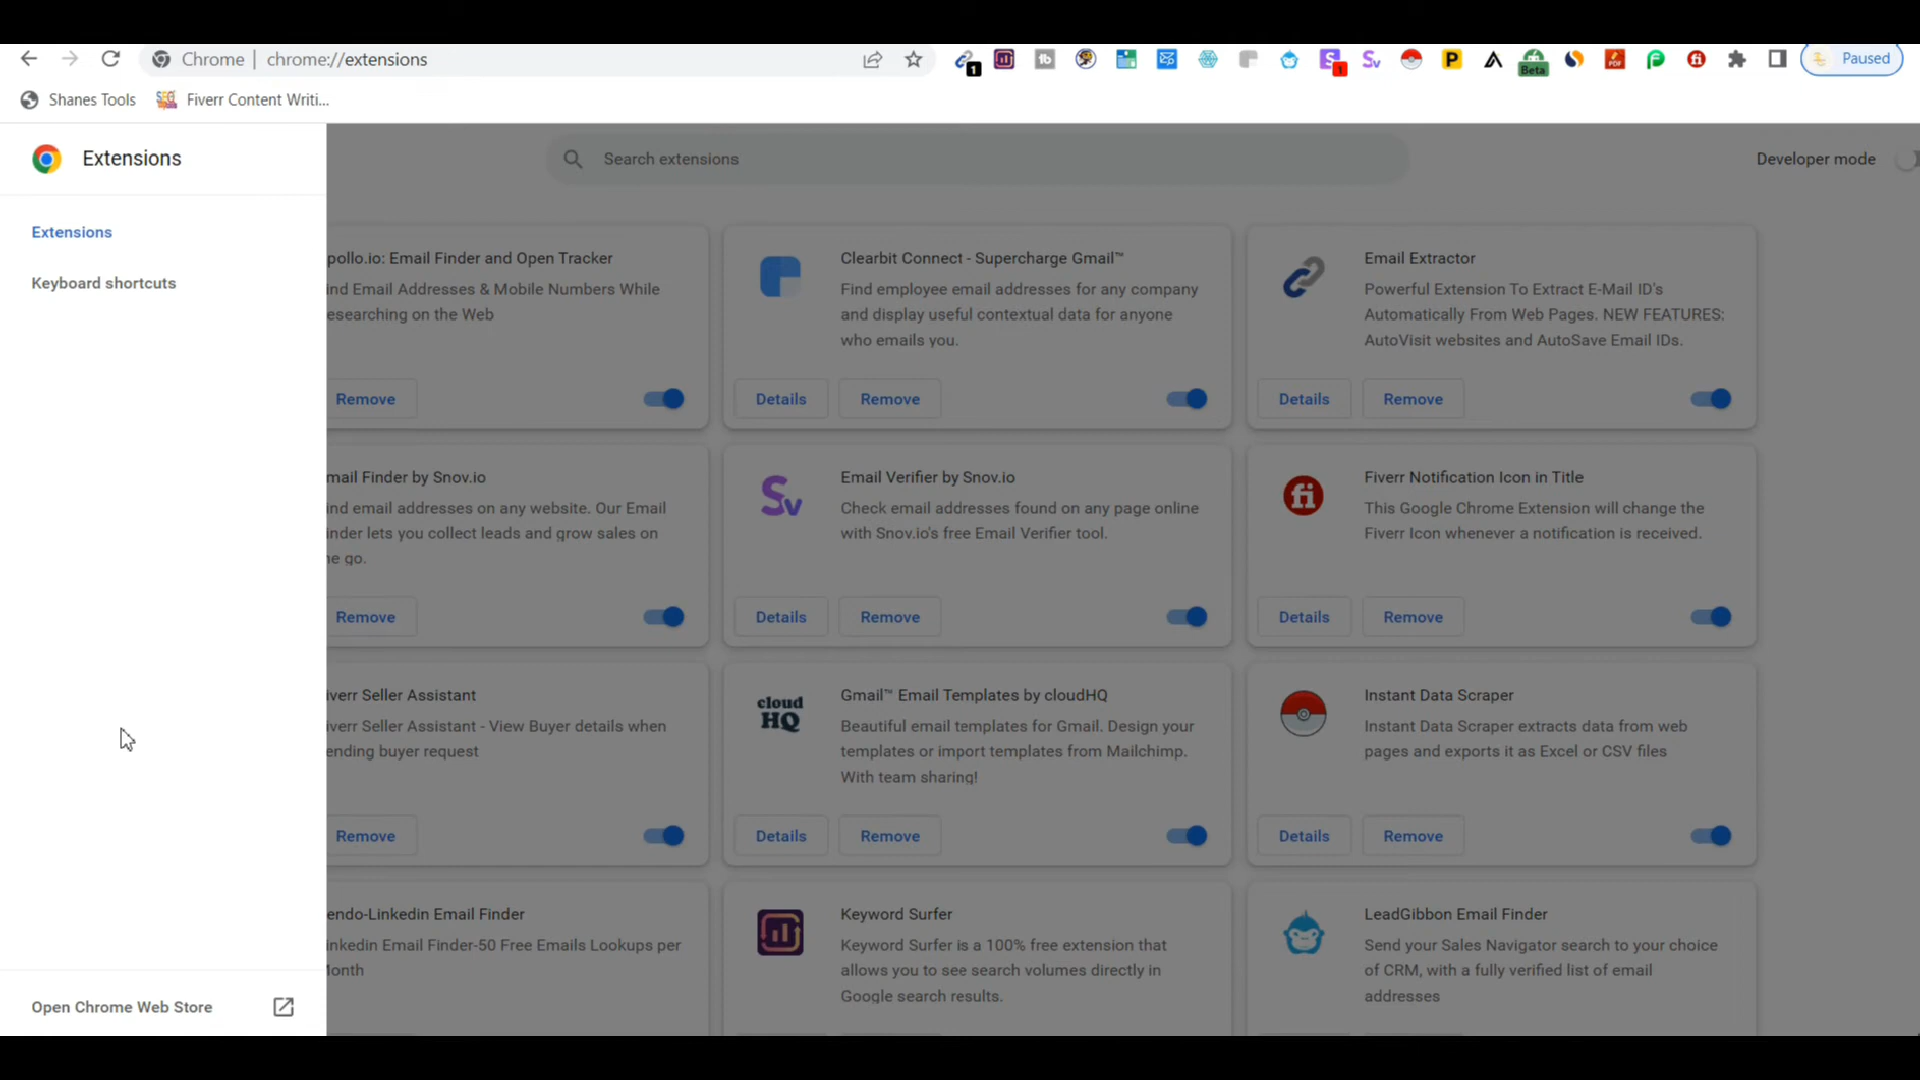 Chrome | chrome://extensions
1
1
Beta
PDF
Paused
Shanes Tools
Fiverr Content Writi...
Extensions
Search extensions
Developer mode
Extensions
Keyboard shortcuts
pollo.io: Email Finder and Open Tracker
ind Email Addresses & Mobile Numbers While
esearching on the Web
Remove
Clearbit Connect - Supercharge Gmail™
Find employee email addresses for any company
and display useful contextual data for anyone
who emails you.
Details
Remove
Email Extractor
Powerful Extension To Extract E-Mail ID's
Automatically From Web Pages. NEW FEATURES:
AutoVisit websites and AutoSave Email IDs.
Details
Remove
mail Finder by Snov.io
ind email addresses on any website. Our Email
inder lets you collect leads and grow sales on
he go.
Remove
Sv
Email Verifier by Snov.io
Check email addresses found on any page online
with Snov.io's free Email Verifier tool.
Details
Remove
fi
Fiverr Notification Icon in Title
This Google Chrome Extension will change the
Fiverr Icon whenever a notification is received.
Details
Remove
iverr Seller Assistant
iverr Seller Assistant - View Buyer details when
ending buyer request
Remove
cloud
HQ
Gmail™ Email Templates by cloudHQ
Beautiful email templates for Gmail. Design your
templates or import templates from Mailchimp.
With team sharing!
Details
Remove
Instant Data Scraper
Instant Data Scraper extracts data from web
pages and exports it as Excel or CSV files
Details
Remove
endo-Linkedin Email Finder
inkedin Email Finder-50 Free Emails Lookups per
Month
Keyword Surfer
Keyword Surfer is a 100% free extension that
allows you to see search volumes directly in
Google search results.
LeadGibbon Email Finder
Send your Sales Navigator search to your choice
of CRM, with a fully verified list of email
addresses
Open Chrome Web Store